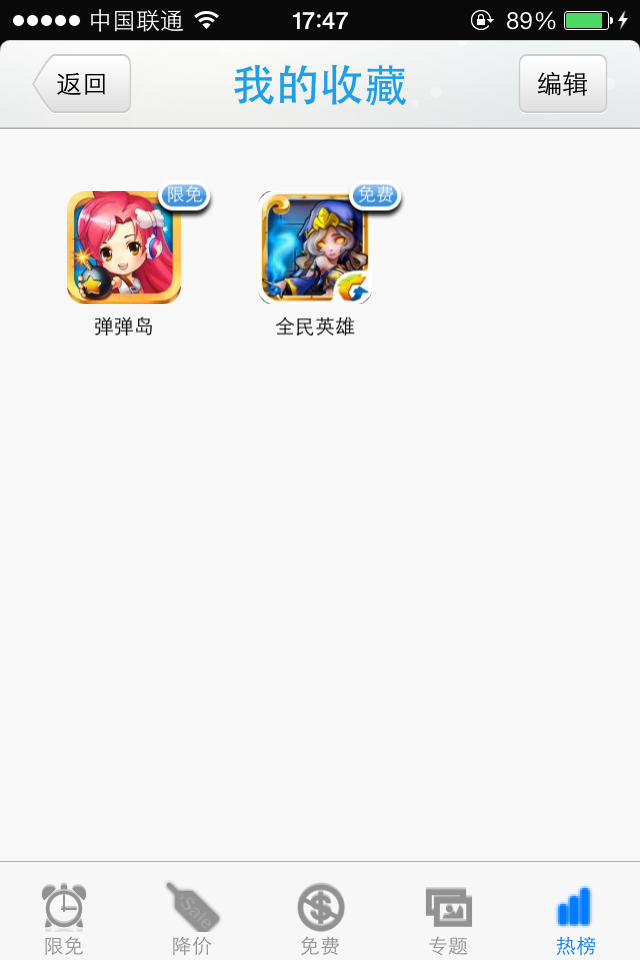 中国联通 17:47 89%
返回 我的收藏 编辑
限免 免费
弹弹岛 全民英雄
Sale
限免 降价 免费 专题 热榜